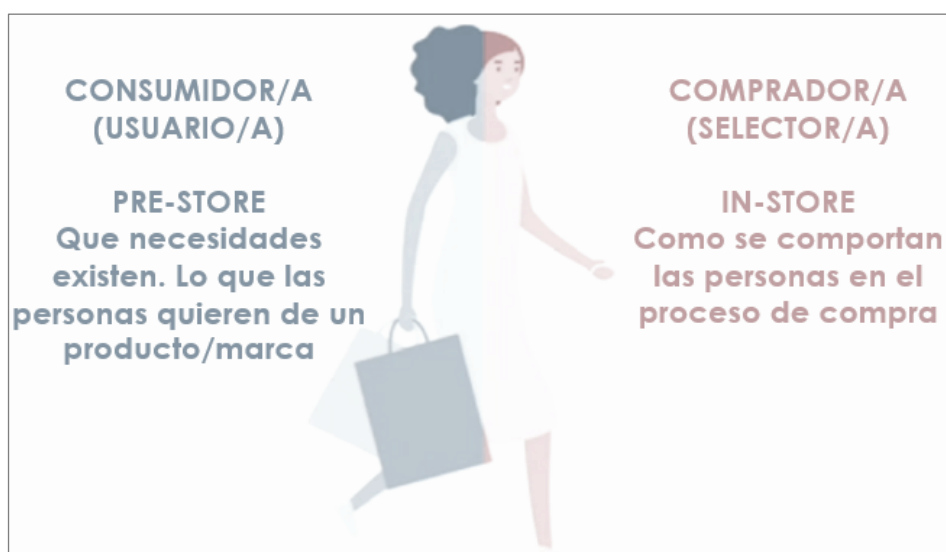 CONSUMIDOR/A
(USUARIO/A)
PRE-STORE
Que necesidades
existen. Lo que las
personas quieren de un
producto/marca
COMPRADOR/A
(SELECTOR/A)
IN-STORE
Como se comportan
las personas en el
proceso de compra